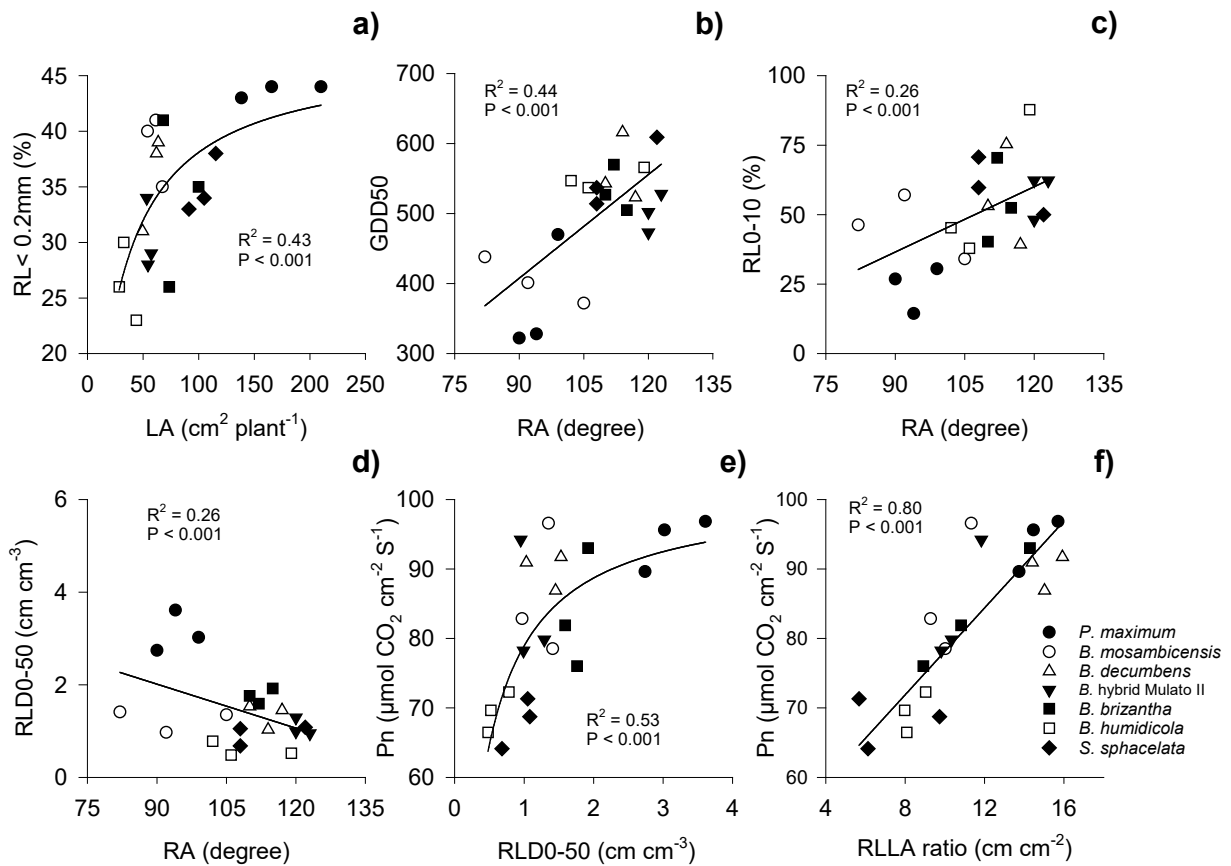 a)
b)
c)
45
40
35
30
25
20
RL< 0.2mm (%)
R² = 0.43
P < 0.001
0 50 100 150 200 250
LA (cm² plant⁻¹)
700
600
500
400
300
GDD50
R² = 0.44
P < 0.001
75 90 105 120 135
RA (degree)
100
75
50
25
0
RL0-10 (%)
R² = 0.26
P < 0.001
75 90 105 120 135
RA (degree)
d)
e)
f)
6
4
2
0
RLD0-50 (cm cm⁻³)
R² = 0.26
P < 0.001
75 90 105 120 135
RA (degree)
100
90
80
70
60
Pn (µmol CO₂ cm⁻² S⁻¹)
R² = 0.53
P < 0.001
0 1 2 3 4
RLD0-50 (cm cm⁻³)
100
90
80
70
60
Pn (µmol CO₂ cm⁻² S⁻¹)
R² = 0.80
P < 0.001
P. maximum
B. mosambicensis
B. decumbens
B. hybrid Mulato II
B. brizantha
B. humidicola
S. sphacelata
4 8 12 16
RLLA ratio (cm cm⁻²)